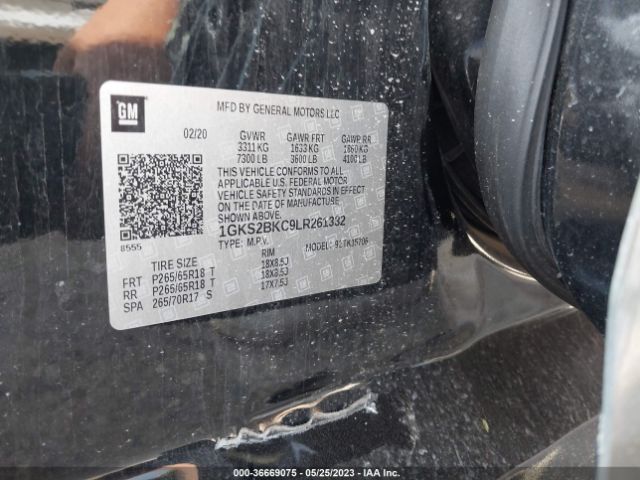 GM
MFD BY GENERAL MOTORS LLC
02/20 GVWR GAWR FRT GAWR RR
3311 KG 1633 KG 1860 KG
7300 LB 3600 LB 4100 LB
THIS VEHICLE CONFORMS TO ALL
APPLICABLE U.S. FEDERAL MOTOR
VEHICLE SAFETY STANDARDS IN EFFECT
ON THE DATE OF MANUFACTURE
SHOWN ABOVE.
1GKS2BKC9LR261332
8555 TYPE: M.P.V. MODEL:
TIRE SIZE RIM
FRT P265/65R18 T 18X8.5J
RR P265/65R18 T 18X8.5J
SPA 265/70R17 S 17X7.5J
000-36669075 — 05/25/2023 — IAA Inc.